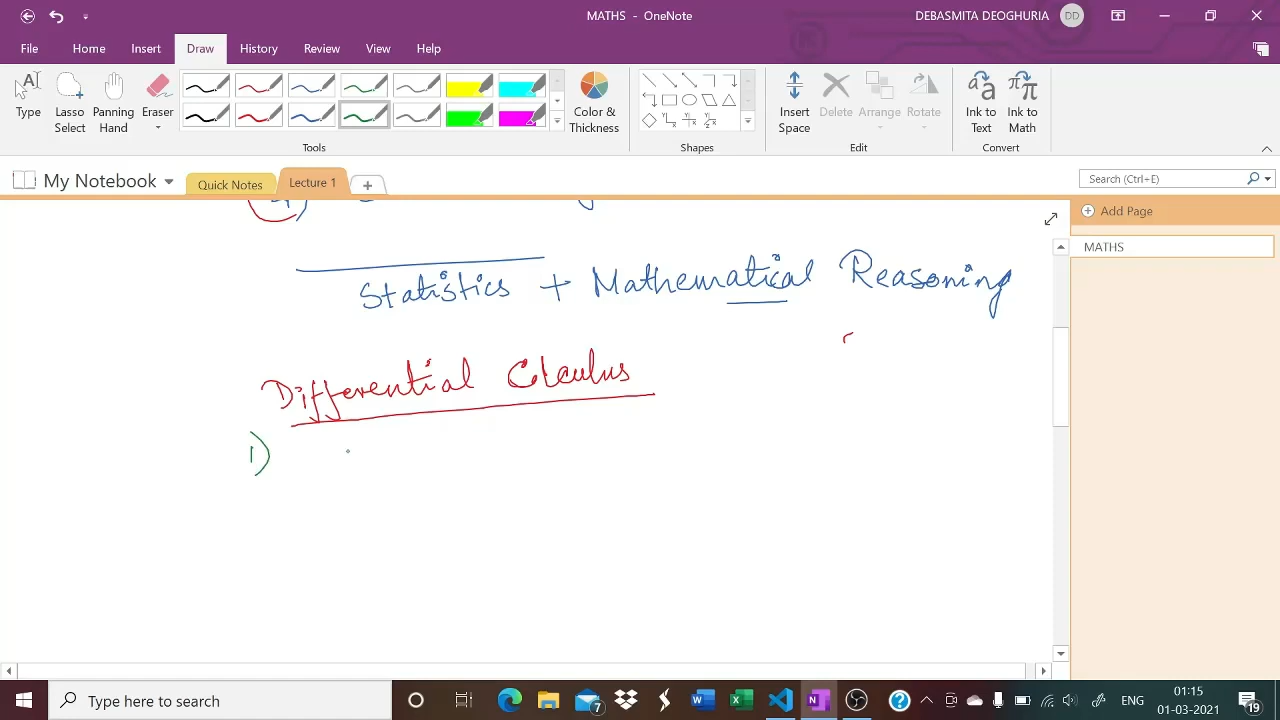 MATHS - OneNote
DEBASMITA DEOGHURIA DD
File Home Insert Draw History Review View Help
Type
Lasso Select
Panning Hand
Eraser
Color & Thickness
Insert Space
Delete
Arrange
Rotate
Ink to Text
Ink to Math
Tools
Shapes
Edit
Convert
My Notebook
Quick Notes
Lecture 1
Search (Ctrl+E)
Add Page
MATHS
Statistics + Mathematical Reasoning
Differential Calculus
1)
Type here to search
7
ENG
01:15
01-03-2021
19